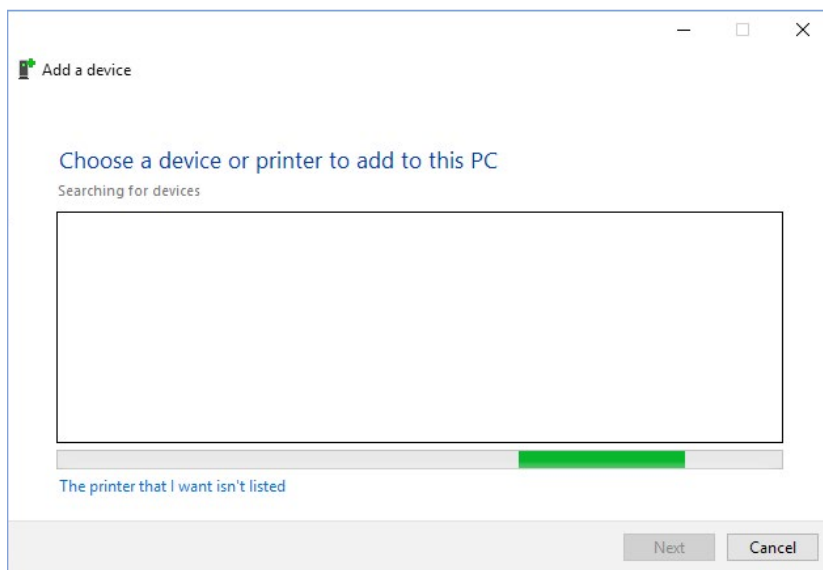 Add a device
Choose a device or printer to add to this PC
Searching for devices
The printer that I want isn't listed
Next Cancel